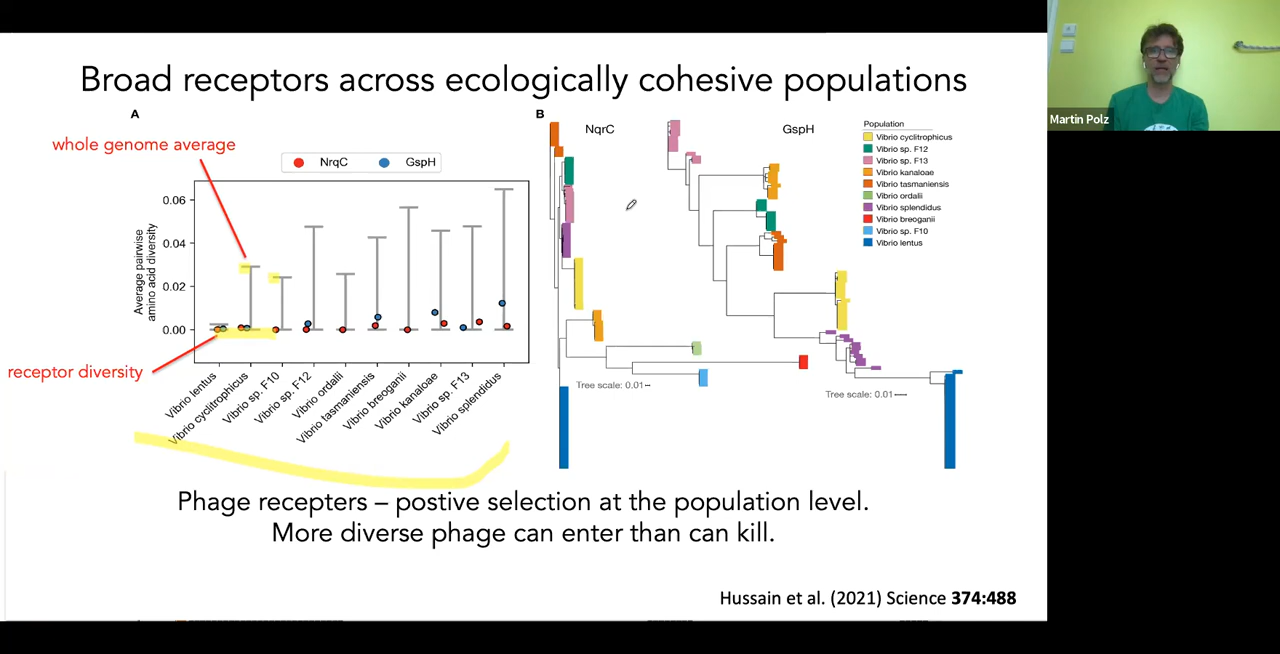 Broad receptors across ecologically cohesive populations
A
whole genome average
NrqC
GspH
0.06
0.04
0.02
0.00
Average pairwise
amino acid diversity
receptor diversity
Vibrio lentus
Vibrio cyclitrophicus
Vibrio sp. F10
Vibrio sp. F12
Vibrio ordalii
Vibrio tasmaniensis
Vibrio breoganii
Vibrio kanaloae
Vibrio sp. F13
Vibrio splendidus
B
NqrC
GspH
Tree scale: 0.01
Tree scale: 0.01
Population
Vibrio cyclitrophicus
Vibrio sp. F12
Vibrio sp. F13
Vibrio kanaloae
Vibrio tasmaniensis
Vibrio ordalii
Vibrio splendidus
Vibrio breoganii
Vibrio sp. F10
Vibrio lentus
Phage recepters – postive selection at the population level.
More diverse phage can enter than can kill.
Hussain et al. (2021) Science 374:488
Martin Polz